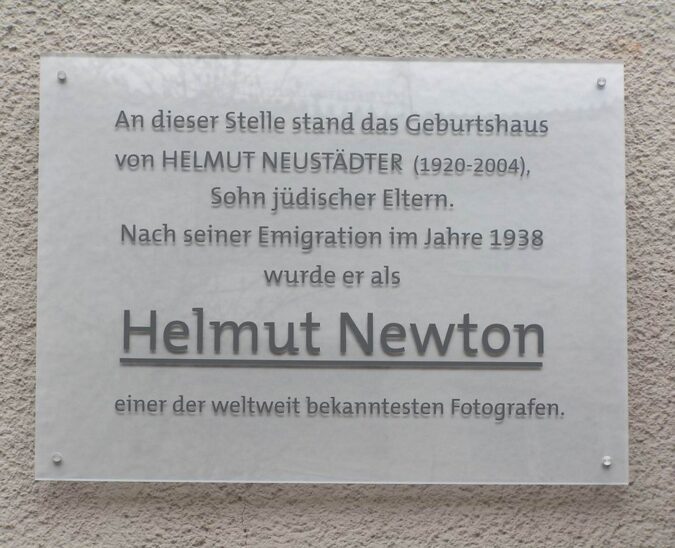 An dieser Stelle stand das Geburtshaus
von HELMUT NEUSTÄDTER (1920-2004),
Sohn jüdischer Eltern.
Nach seiner Emigration im Jahre 1938
wurde er als
Helmut Newton
einer der weltweit bekanntesten Fotografen.